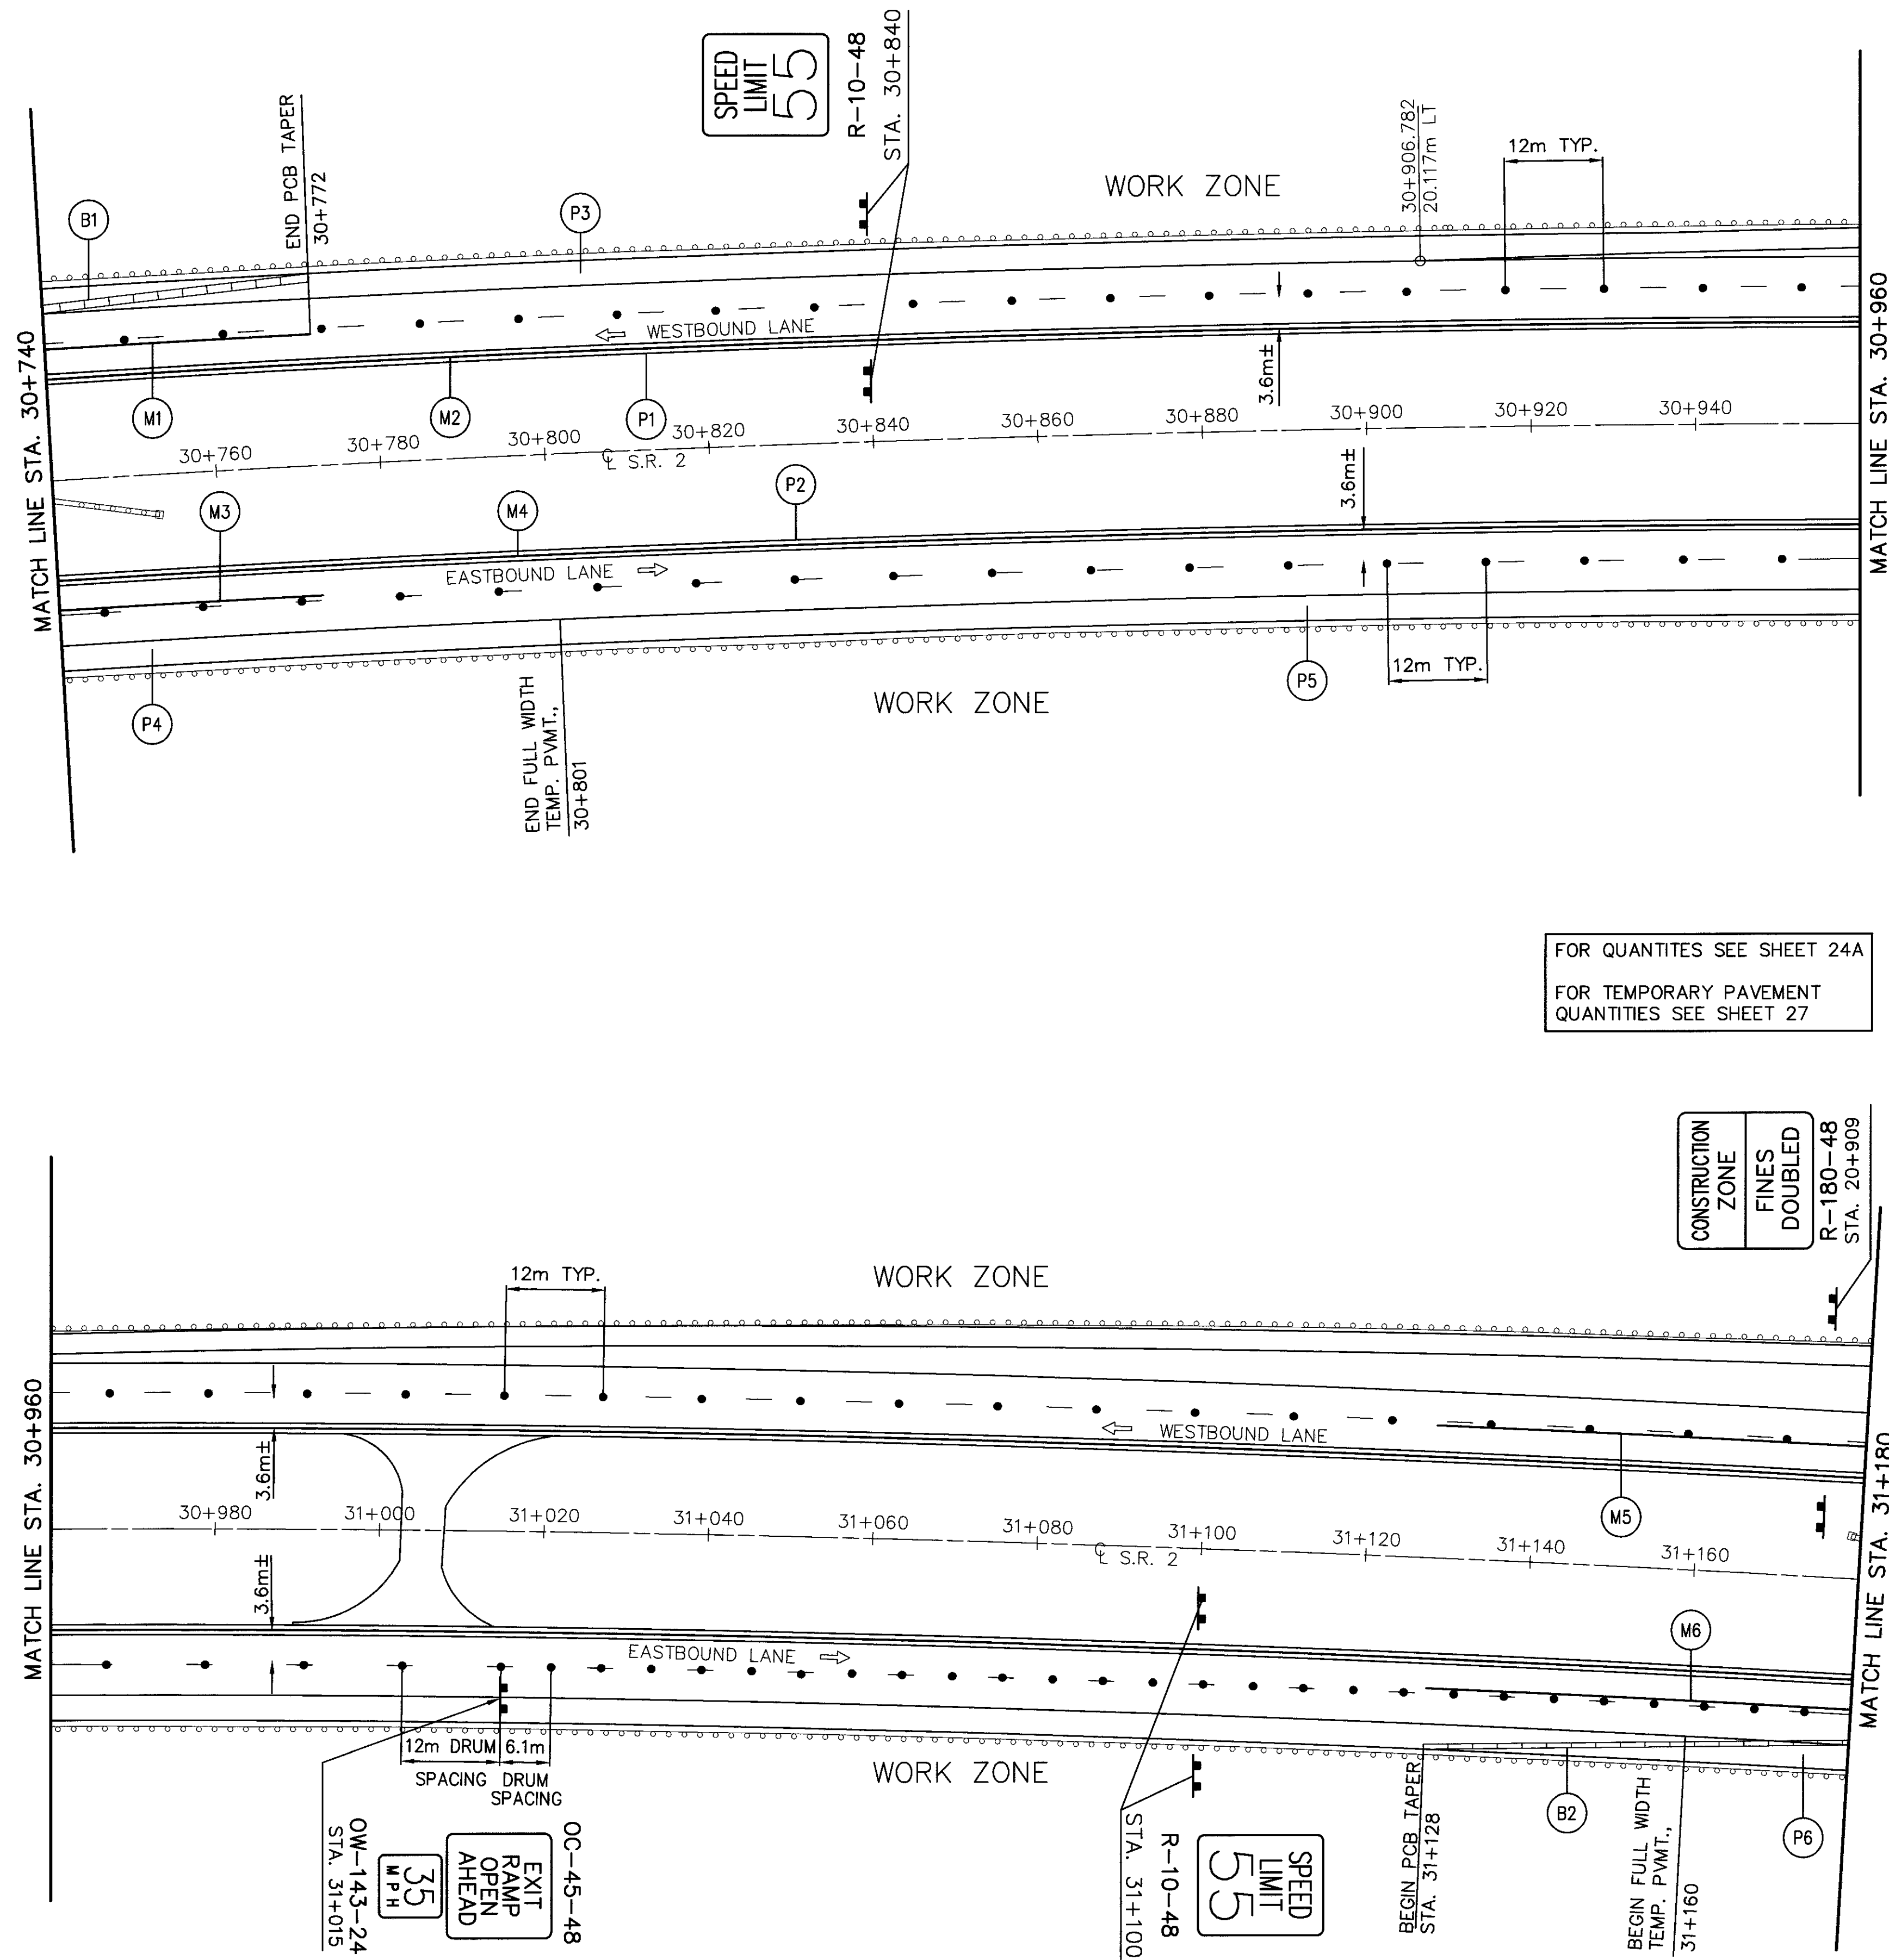 SPEED
LIMIT
55
R-10-48
STA. 30+840
END PCB TAPER
30+772
B1
P3
WORK ZONE
30+906.782
20.117m LT
12m TYP.
MATCH LINE STA. 30+740
MATCH LINE STA. 30+960
WESTBOUND LANE
M1
M2
P1
3.6m±
30+760
30+780
30+800
30+820
30+840
30+860
30+880
30+900
30+920
30+940
℄ S.R. 2
M3
M4
P2
3.6m±
EASTBOUND LANE
P4
P5
12m TYP.
END FULL WIDTH
TEMP. PVMT.,
30+801
WORK ZONE
FOR QUANTITES SEE SHEET 24A
FOR TEMPORARY PAVEMENT
QUANTITIES SEE SHEET 27
CONSTRUCTION
ZONE
FINES
DOUBLED
R-180-48
STA. 20+909
12m TYP.
WORK ZONE
MATCH LINE STA. 30+960
MATCH LINE STA. 31+180
WESTBOUND LANE
3.6m±
M5
30+980
31+000
31+020
31+040
31+060
31+080
31+100
31+120
31+140
31+160
℄ S.R. 2
3.6m±
M6
EASTBOUND LANE
12m DRUM
SPACING
6.1m
DRUM
SPACING
WORK ZONE
OW-143-24
STA. 31+015
35
MPH
EXIT
RAMP
OPEN
AHEAD
OC-45-48
STA. 31+100
R-10-48
SPEED
LIMIT
55
BEGIN PCB TAPER
STA. 31+128
B2
BEGIN FULL WIDTH
TEMP. PVMT.,
31+160
P6